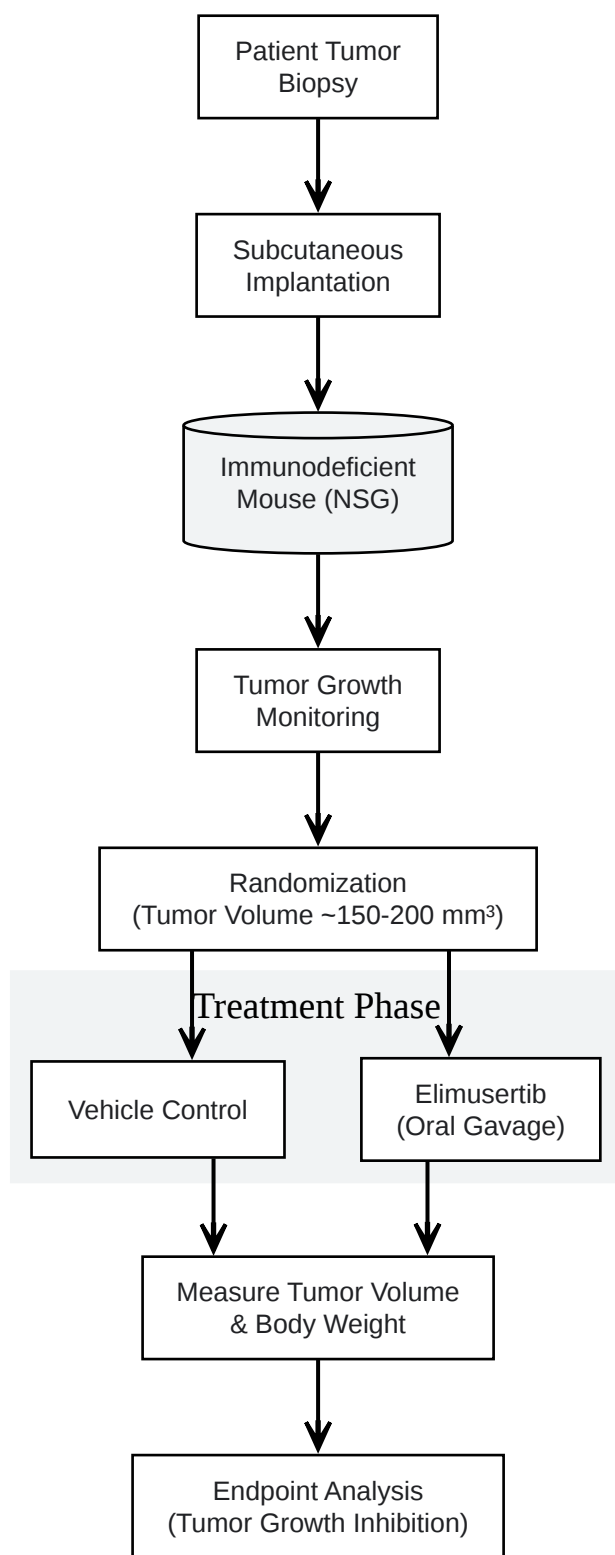 Patient Tumor
Biopsy
Subcutaneous
Implantation
Immunodeficient
Mouse (NSG)
Tumor Growth
Monitoring
Randomization
(Tumor Volume ~150-200 mm³)
Treatment Phase
Vehicle Control
Elimusertib
(Oral Gavage)
Measure Tumor Volume
& Body Weight
Endpoint Analysis
(Tumor Growth Inhibition)